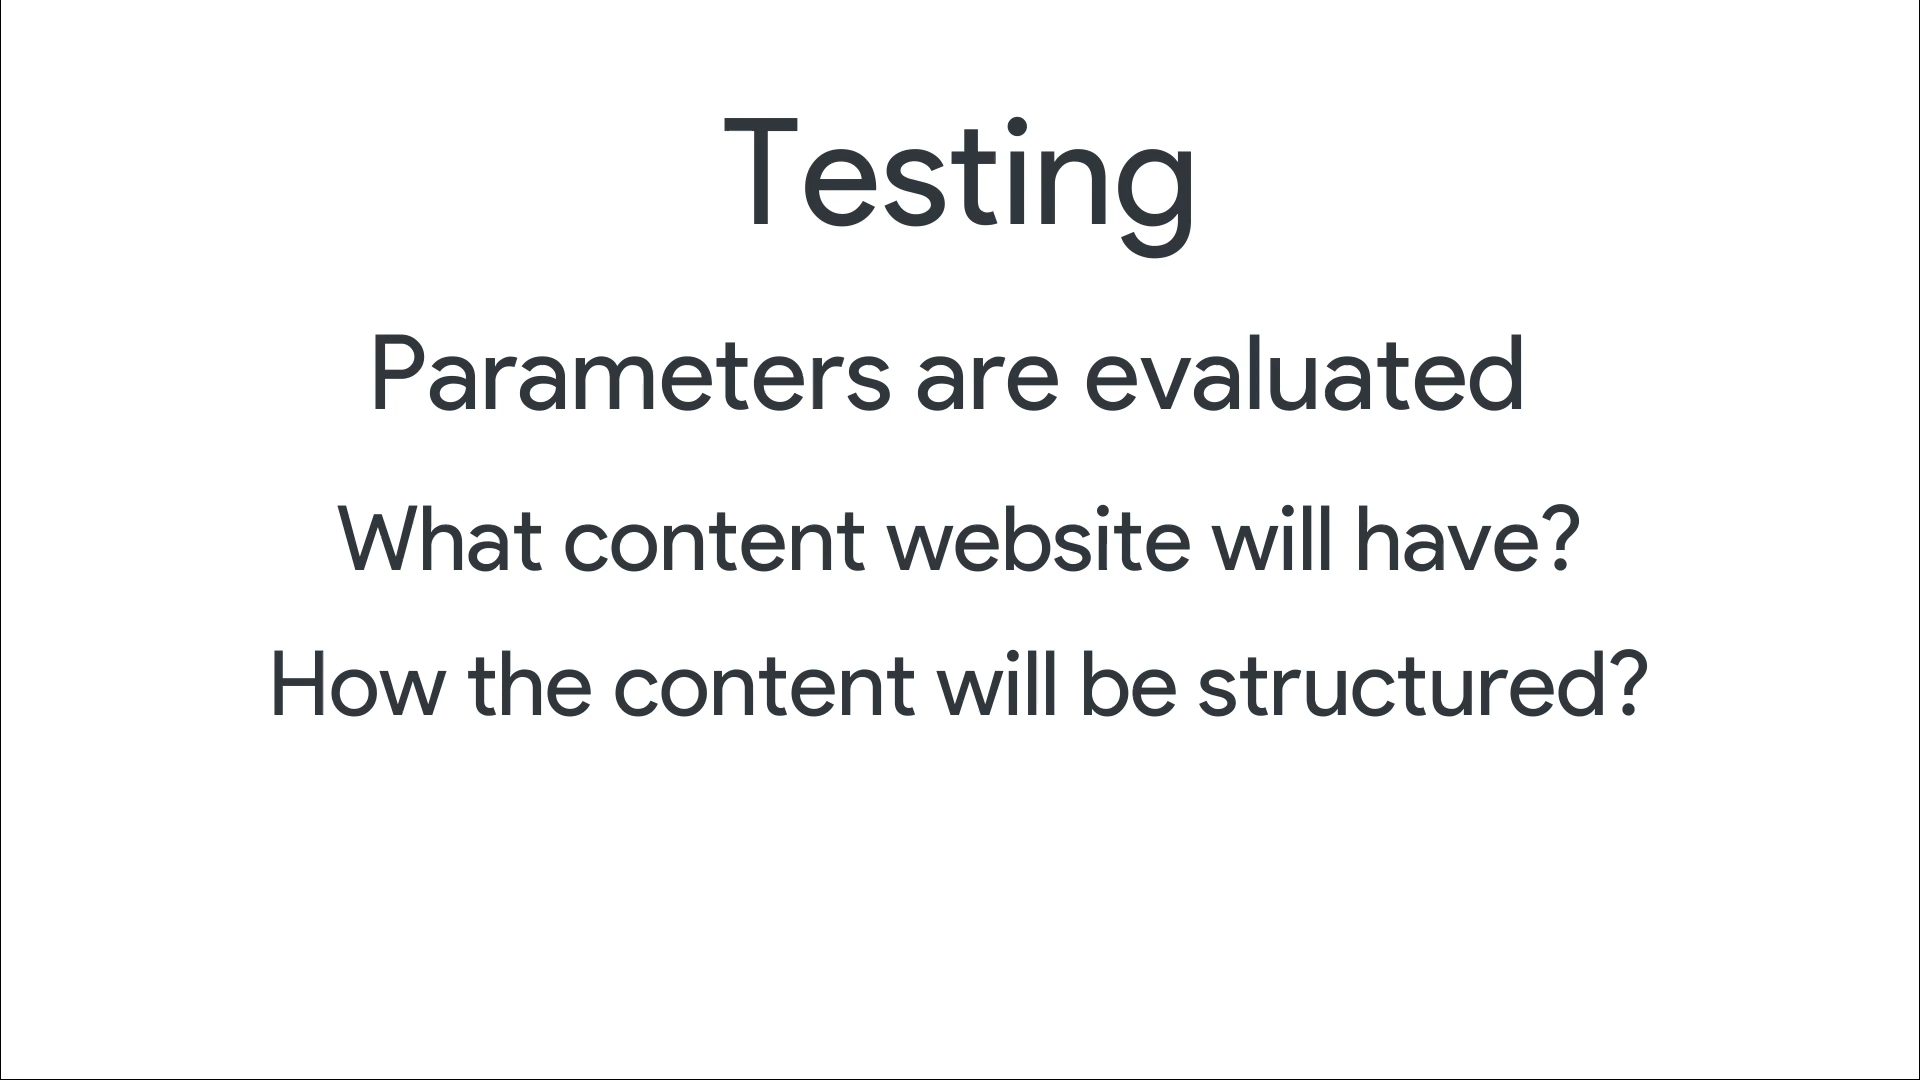 Testing
Parameters are evaluated
What content website will have?
How the content will be structured?